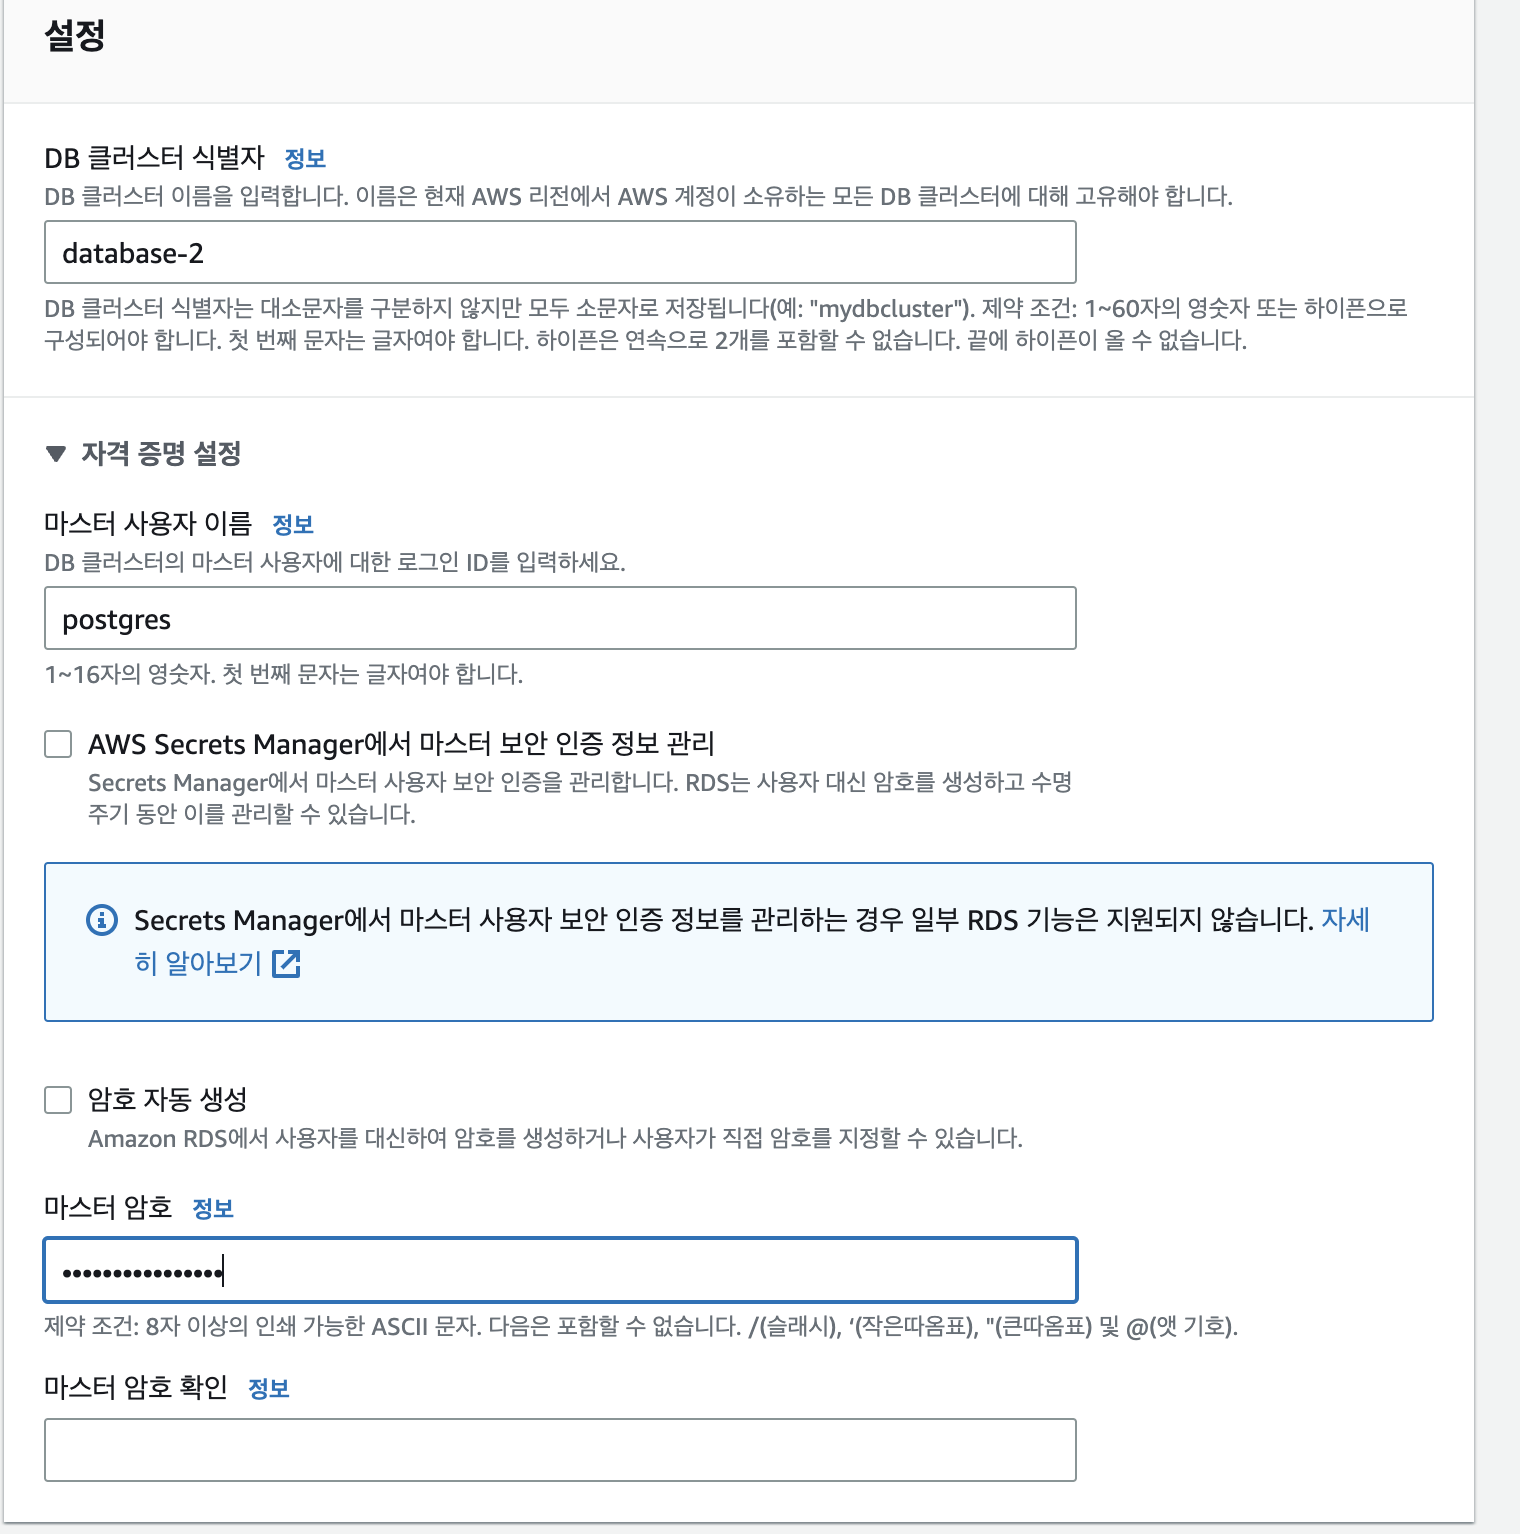 설정
DB 클러스터 식별자 정보
DB 클러스터 이름을 입력합니다. 이름은 현재 AWS 리전에서 AWS 계정이 소유하는 모든 DB 클러스터에 대해 고유해야 합니다.
database-2
DB 클러스터 식별자는 대소문자를 구분하지 않지만 모두 소문자로 저장됩니다(예: "mydbcluster"). 제약 조건: 1~60자의 영숫자 또는 하이픈으로
구성되어야 합니다. 첫 번째 문자는 글자여야 합니다. 하이픈은 연속으로 2개를 포함할 수 없습니다. 끝에 하이픈이 올 수 없습니다.
▼ 자격 증명 설정
마스터 사용자 이름 정보
DB 클러스터의 마스터 사용자에 대한 로그인 ID를 입력하세요.
postgres
1~16자의 영숫자. 첫 번째 문자는 글자여야 합니다.
AWS Secrets Manager에서 마스터 보안 인증 정보 관리
Secrets Manager에서 마스터 사용자 보안 인증을 관리합니다. RDS는 사용자 대신 암호를 생성하고 수명
주기 동안 이를 관리할 수 있습니다.
Secrets Manager에서 마스터 사용자 보안 인증 정보를 관리하는 경우 일부 RDS 기능은 지원되지 않습니다. 자세
히 알아보기
암호 자동 생성
Amazon RDS에서 사용자를 대신하여 암호를 생성하거나 사용자가 직접 암호를 지정할 수 있습니다.
마스터 암호 정보
••••••••••••••••
제약 조건: 8자 이상의 인쇄 가능한 ASCII 문자. 다음은 포함할 수 없습니다. /(슬래시), ‘(작은따옴표), "(큰따옴표) 및 @(앳 기호).
마스터 암호 확인 정보